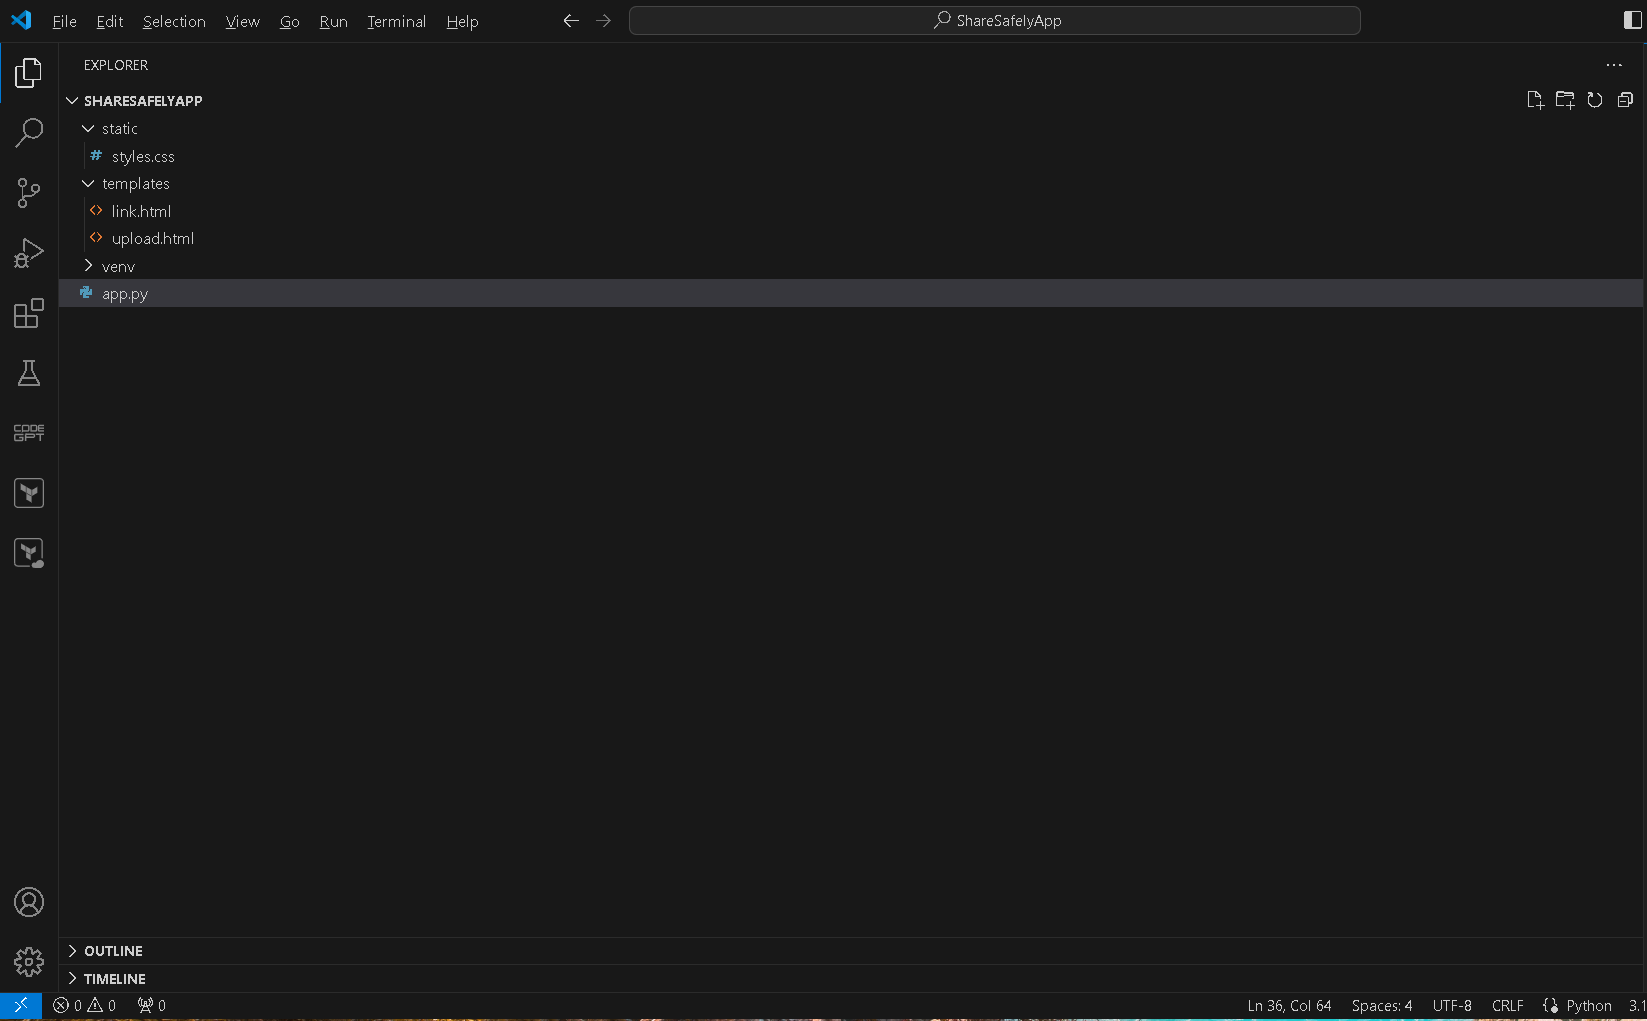 File Edit Selection View Go Run Terminal Help ShareSafelyApp
EXPLORER
SHARESAFELYAPP
static
# styles.css
templates
<> link.html
<> upload.html
venv
app.py
CODE
GPT
OUTLINE
TIMELINE
0 0 0 Ln 36, Col 64 Spaces: 4 UTF-8 CRLF {} Python 3.1